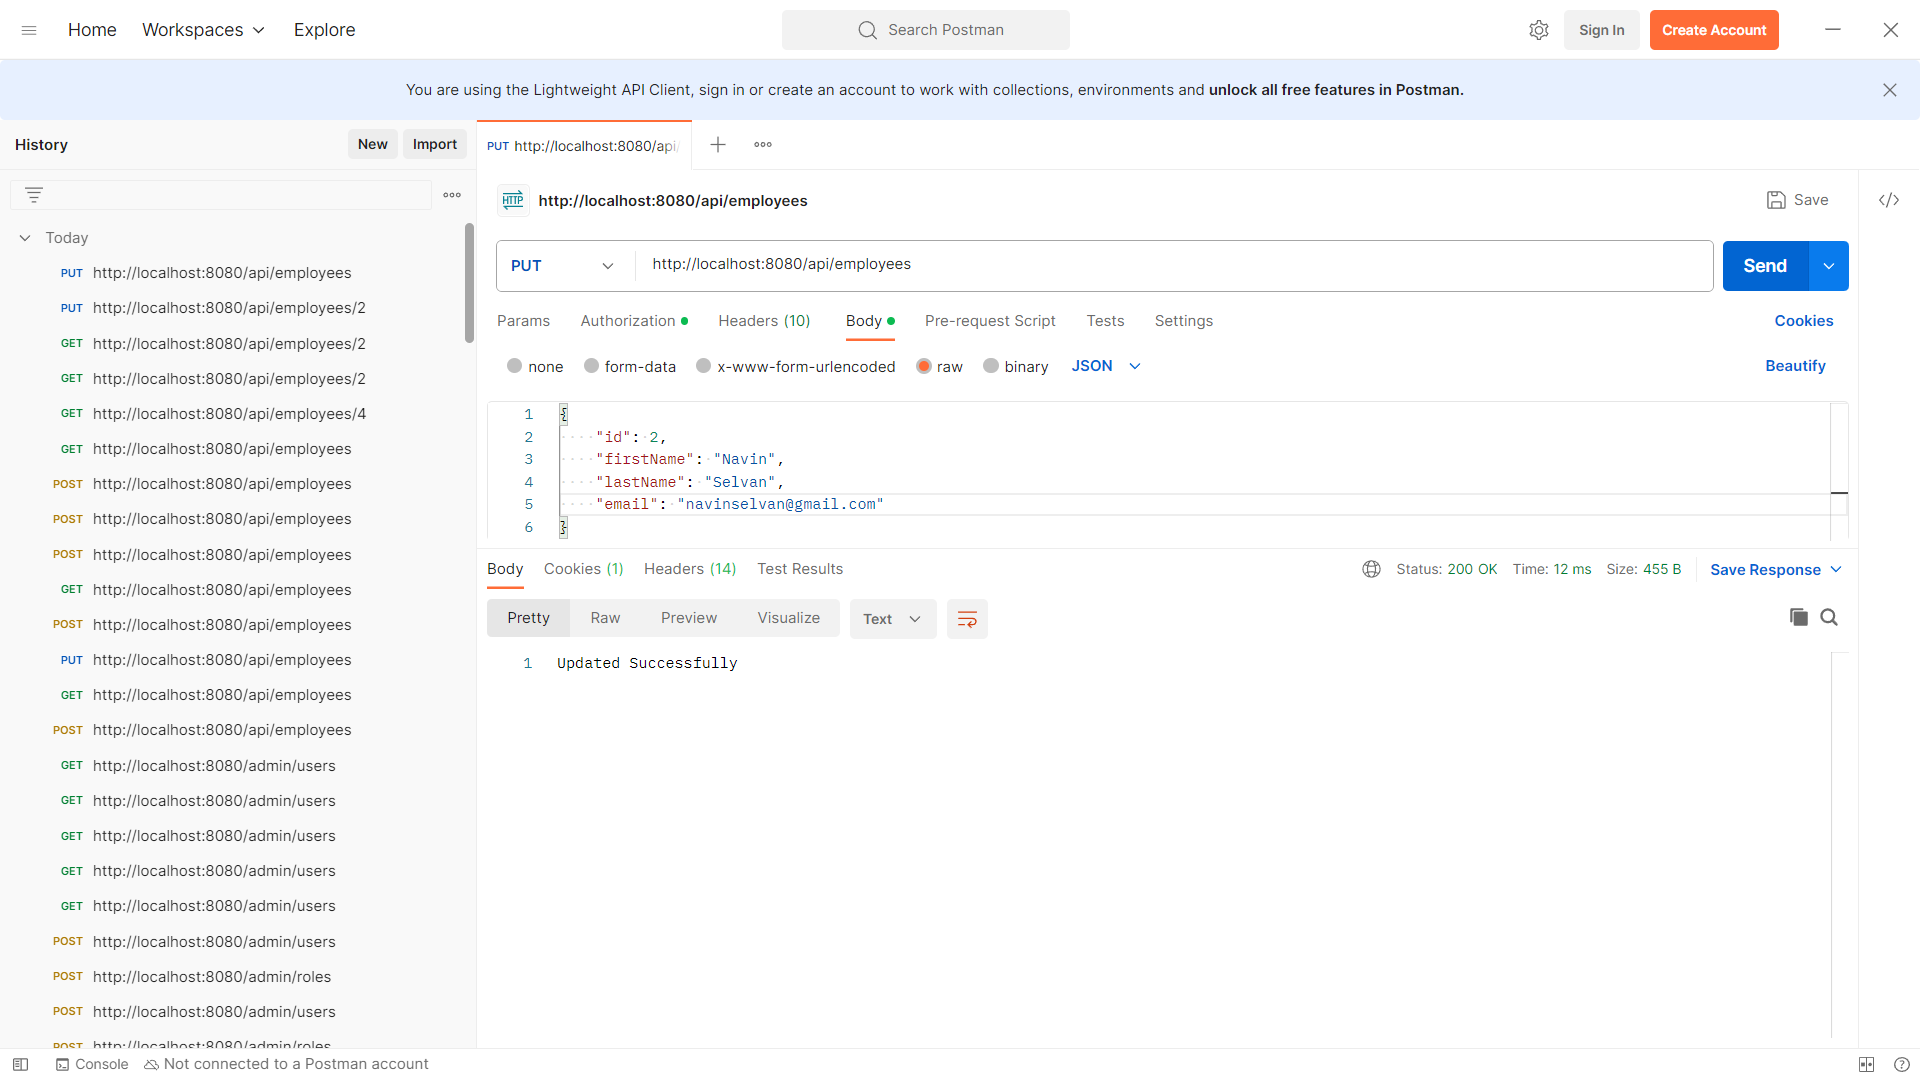 Home Workspaces Explore Search Postman Sign In Create Account
You are using the Lightweight API Client, sign in or create an account to work with collections, environments and unlock all free features in Postman.
History New Import
Today
PUT http://localhost:8080/api/employees
PUT http://localhost:8080/api/employees/2
GET http://localhost:8080/api/employees/2
GET http://localhost:8080/api/employees/2
GET http://localhost:8080/api/employees/4
GET http://localhost:8080/api/employees
POST http://localhost:8080/api/employees
POST http://localhost:8080/api/employees
POST http://localhost:8080/api/employees
GET http://localhost:8080/api/employees
POST http://localhost:8080/api/employees
PUT http://localhost:8080/api/employees
GET http://localhost:8080/api/employees
POST http://localhost:8080/api/employees
GET http://localhost:8080/admin/users
GET http://localhost:8080/admin/users
GET http://localhost:8080/admin/users
GET http://localhost:8080/admin/users
GET http://localhost:8080/admin/users
POST http://localhost:8080/admin/users
POST http://localhost:8080/admin/roles
POST http://localhost:8080/admin/users
POST http://localhost:8080/admin/roles
PUT http://localhost:8080/api/
HTTP http://localhost:8080/api/employees Save
PUT http://localhost:8080/api/employees Send
Params Authorization Headers (10) Body Pre-request Script Tests Settings Cookies
none form-data x-www-form-urlencoded raw binary JSON Beautify
1 {
2 "id": 2,
3 "firstName": "Navin",
4 "lastName": "Selvan",
5 "email": "navinselvan@gmail.com"
6 }
Body Cookies (1) Headers (14) Test Results Status: 200 OK Time: 12 ms Size: 455 B Save Response
Pretty Raw Preview Visualize Text
1 Updated Successfully
Console Not connected to a Postman account